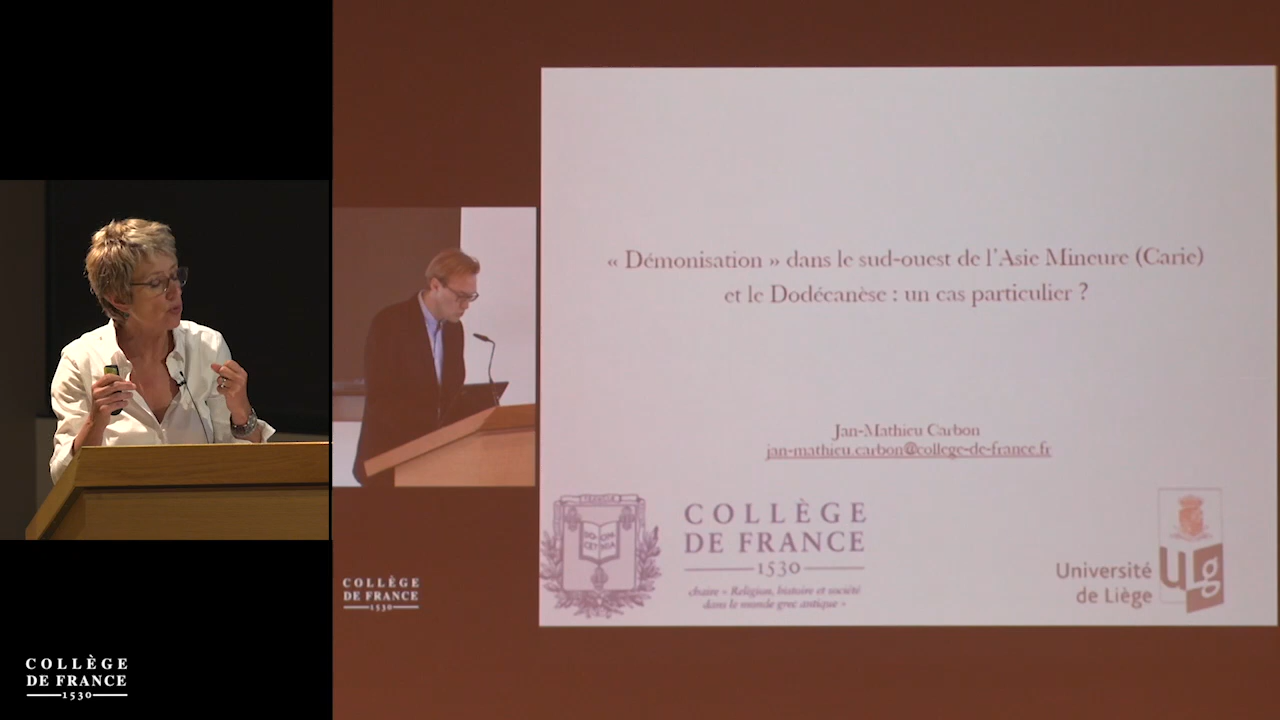 « Démonisation » dans le sud-ouest de l'Asie Mineure (Carie)
et le Dodécanèse : un cas particulier ?
Jan-Mathieu Carbon
jan-mathieu.carbon@college-de-france.fr
COLLÈGE
DE FRANCE
1530
chaire « Religion, histoire et société
dans le monde grec antique »
Université
de Liège
ULg
COLLÈGE
DE FRANCE
1530
COLLÈGE
DE FRANCE
1530